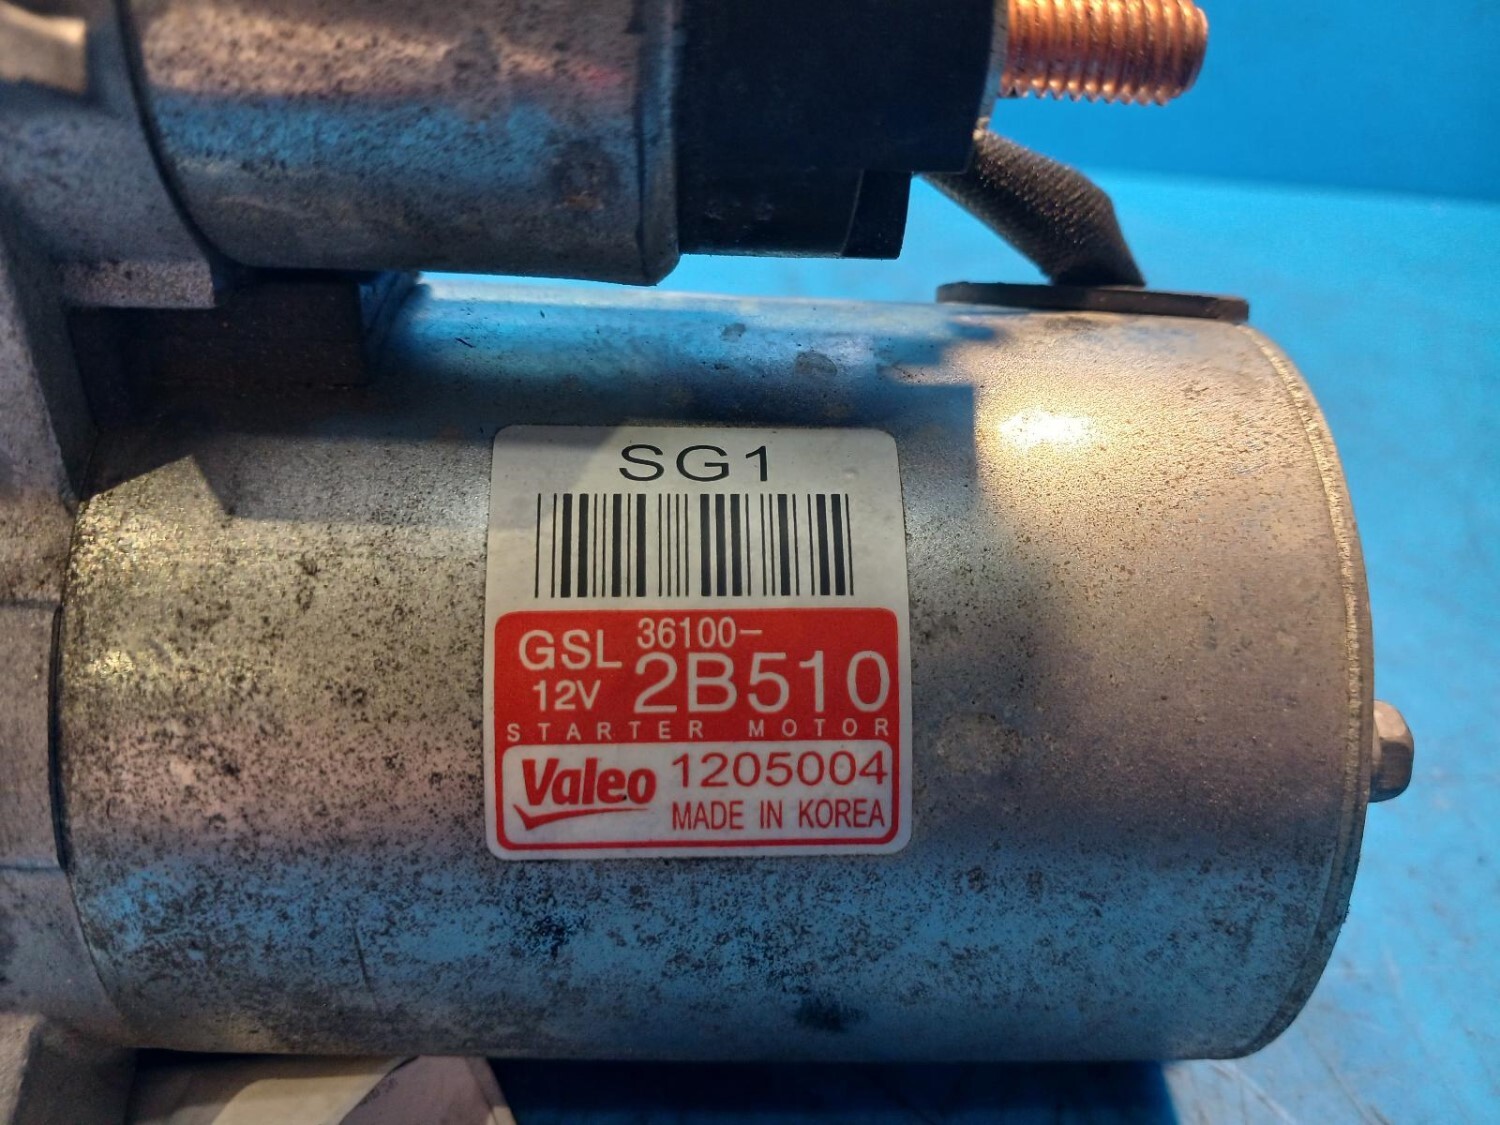 SG1
GSL 36100-
12V 2B510
STARTER MOTOR
Valeo 1205004
MADE IN KOREA